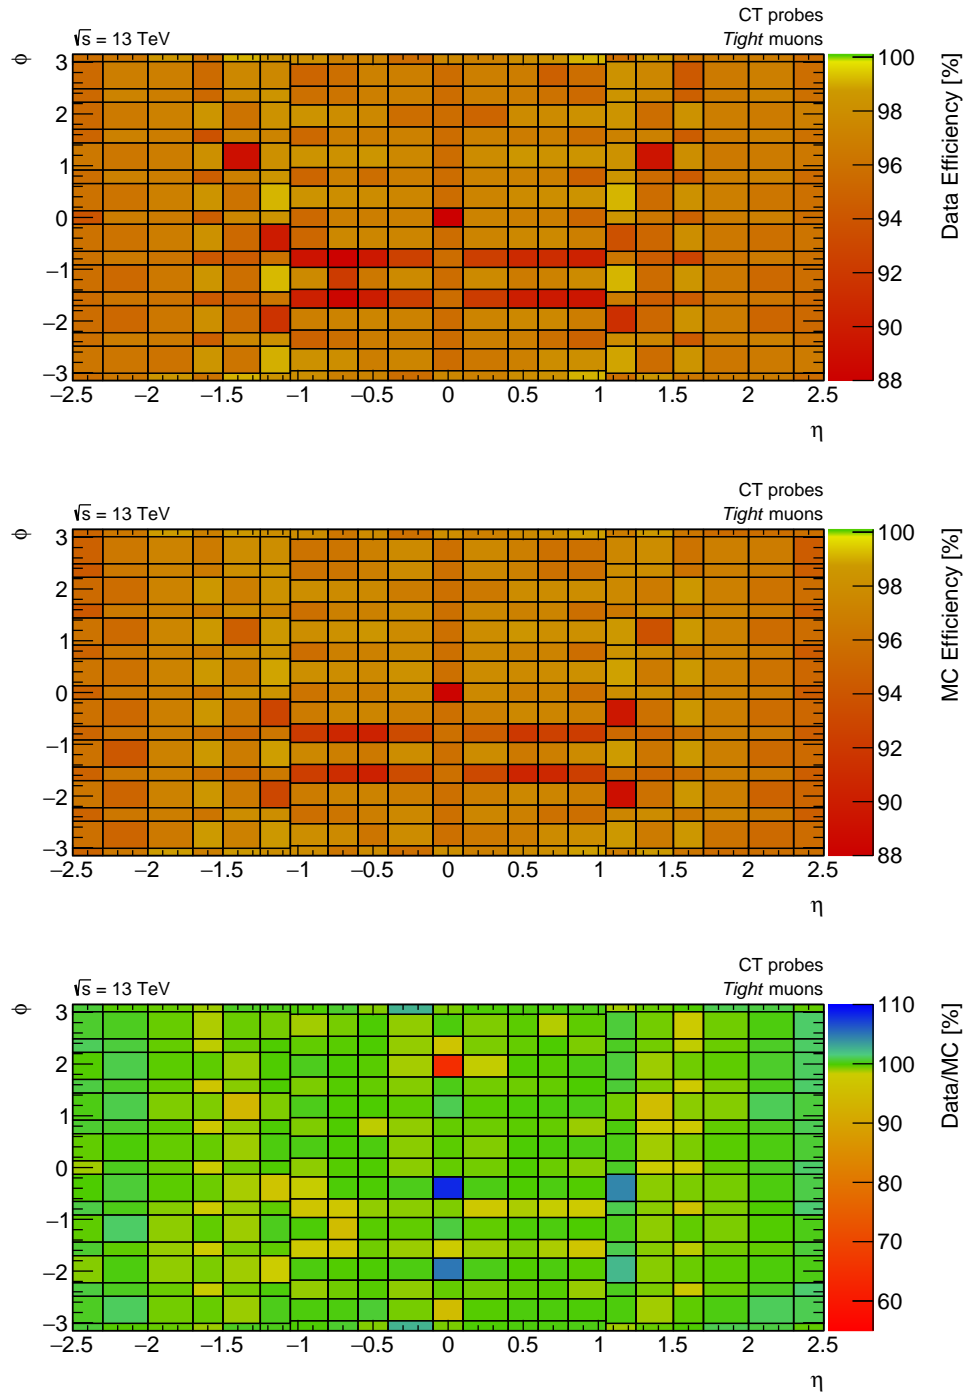 CT probes
√s = 13 TeV
Tight muons
ϕ
3
2
1
0
−1
−2
−3
−2.5 −2 −1.5 −1 −0.5 0 0.5 1 1.5 2 2.5
η
100
98
96
94
92
90
88
Data Efficiency [%]
CT probes
√s = 13 TeV
Tight muons
ϕ
3
2
1
0
−1
−2
−3
−2.5 −2 −1.5 −1 −0.5 0 0.5 1 1.5 2 2.5
η
100
98
96
94
92
90
88
MC Efficiency [%]
CT probes
√s = 13 TeV
Tight muons
ϕ
3
2
1
0
−1
−2
−3
−2.5 −2 −1.5 −1 −0.5 0 0.5 1 1.5 2 2.5
η
110
100
90
80
70
60
Data/MC [%]